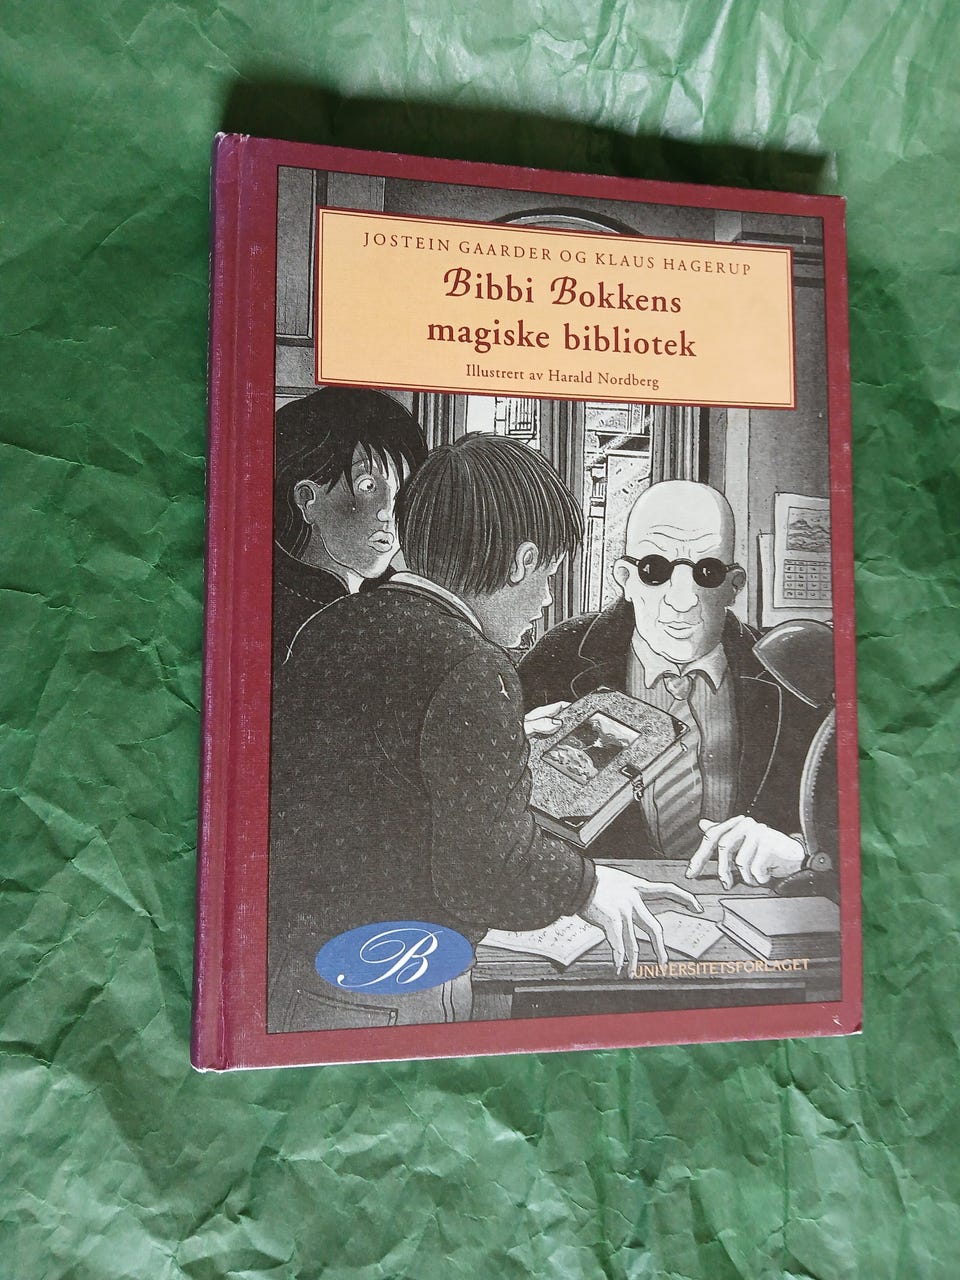 JOSTEIN GAARDER OG KLAUS HAGERUP
Bibbi Bokkens
magiske bibliotek
Illustrert av Harald Nordberg
B
UNIVERSITETSFORLAGET